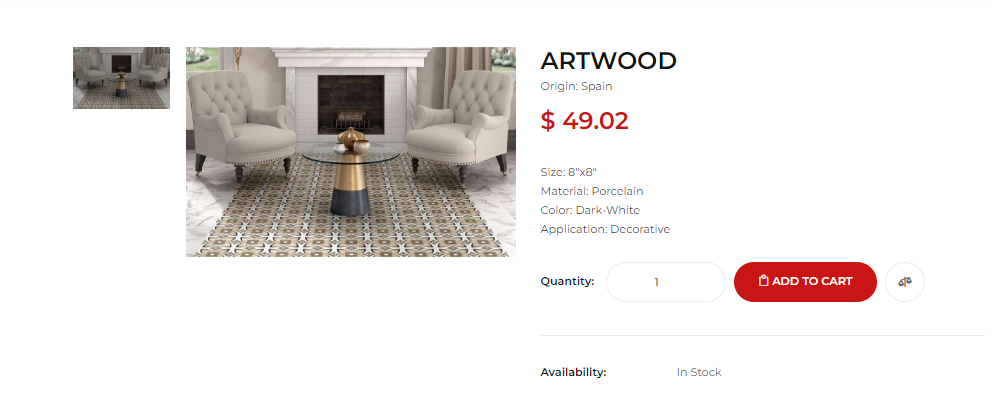 ARTWOOD
Origin: Spain
$ 49.02
Size: 8"x8"
Material: Porcelain
Color: Dark-White
Application: Decorative
Quantity: 1 ADD TO CART
Availability: In Stock